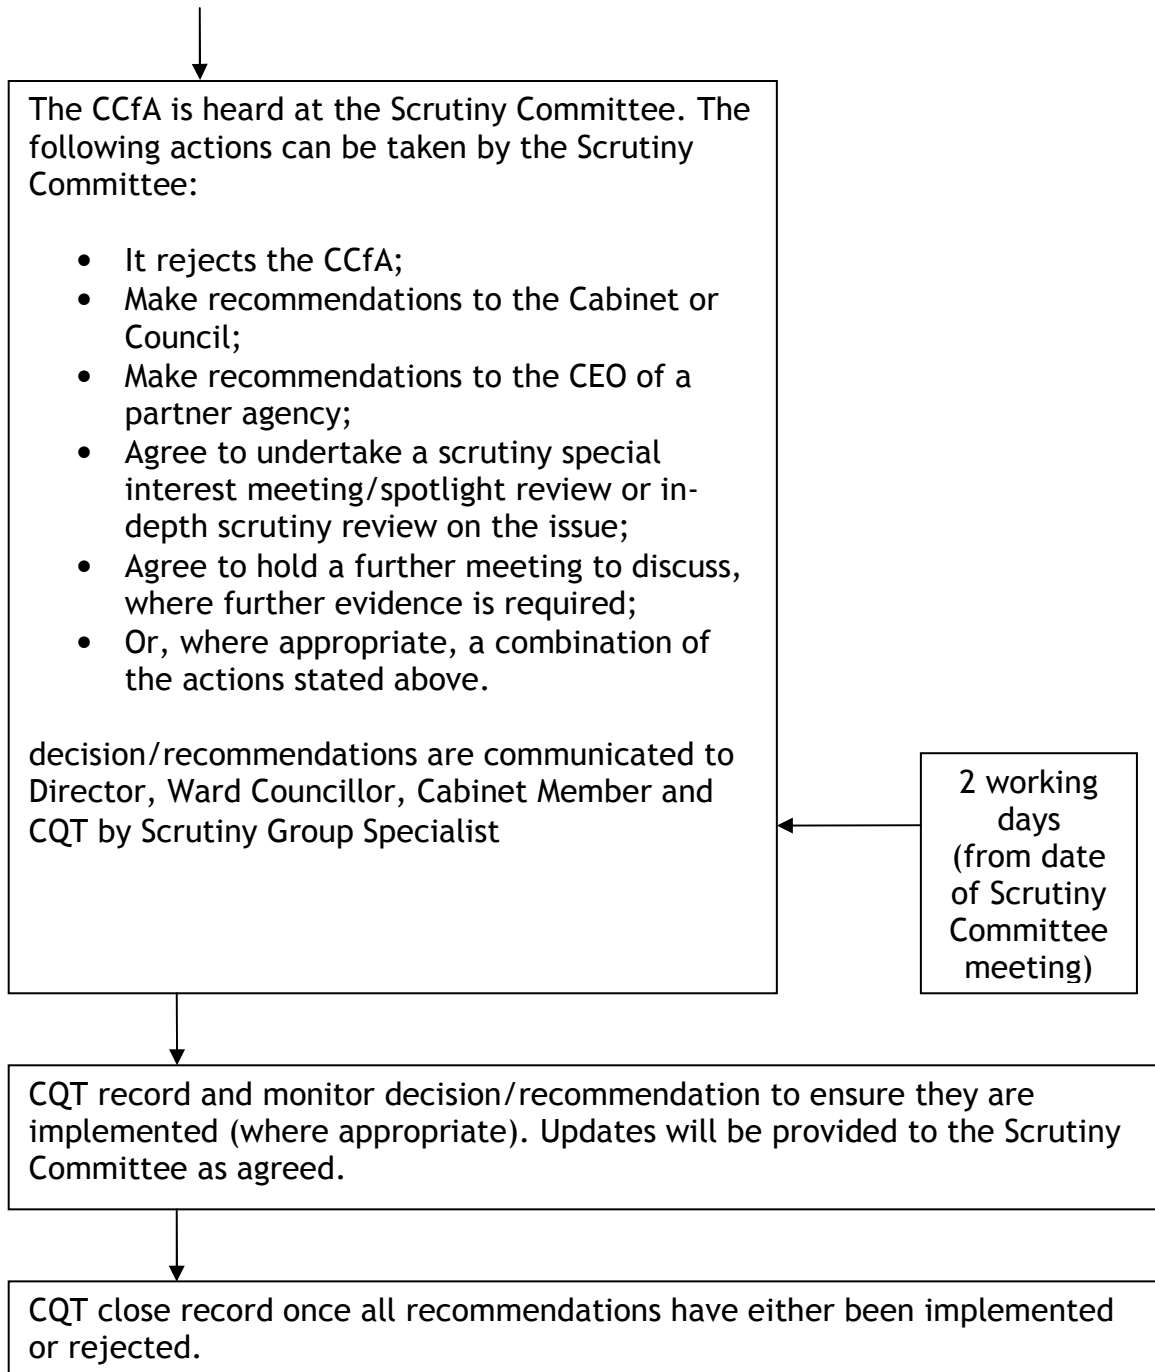 The CCfA is heard at the Scrutiny Committee. The
following actions can be taken by the Scrutiny
Committee:
• It rejects the CCfA;
• Make recommendations to the Cabinet or
Council;
• Make recommendations to the CEO of a
partner agency;
• Agree to undertake a scrutiny special
interest meeting/spotlight review or in-
depth scrutiny review on the issue;
• Agree to hold a further meeting to discuss,
where further evidence is required;
• Or, where appropriate, a combination of
the actions stated above.
decision/recommendations are communicated to
Director, Ward Councillor, Cabinet Member and
CQT by Scrutiny Group Specialist
2 working
days
(from date
of Scrutiny
Committee
meeting)
CQT record and monitor decision/recommendation to ensure they are
implemented (where appropriate). Updates will be provided to the Scrutiny
Committee as agreed.
CQT close record once all recommendations have either been implemented
or rejected.